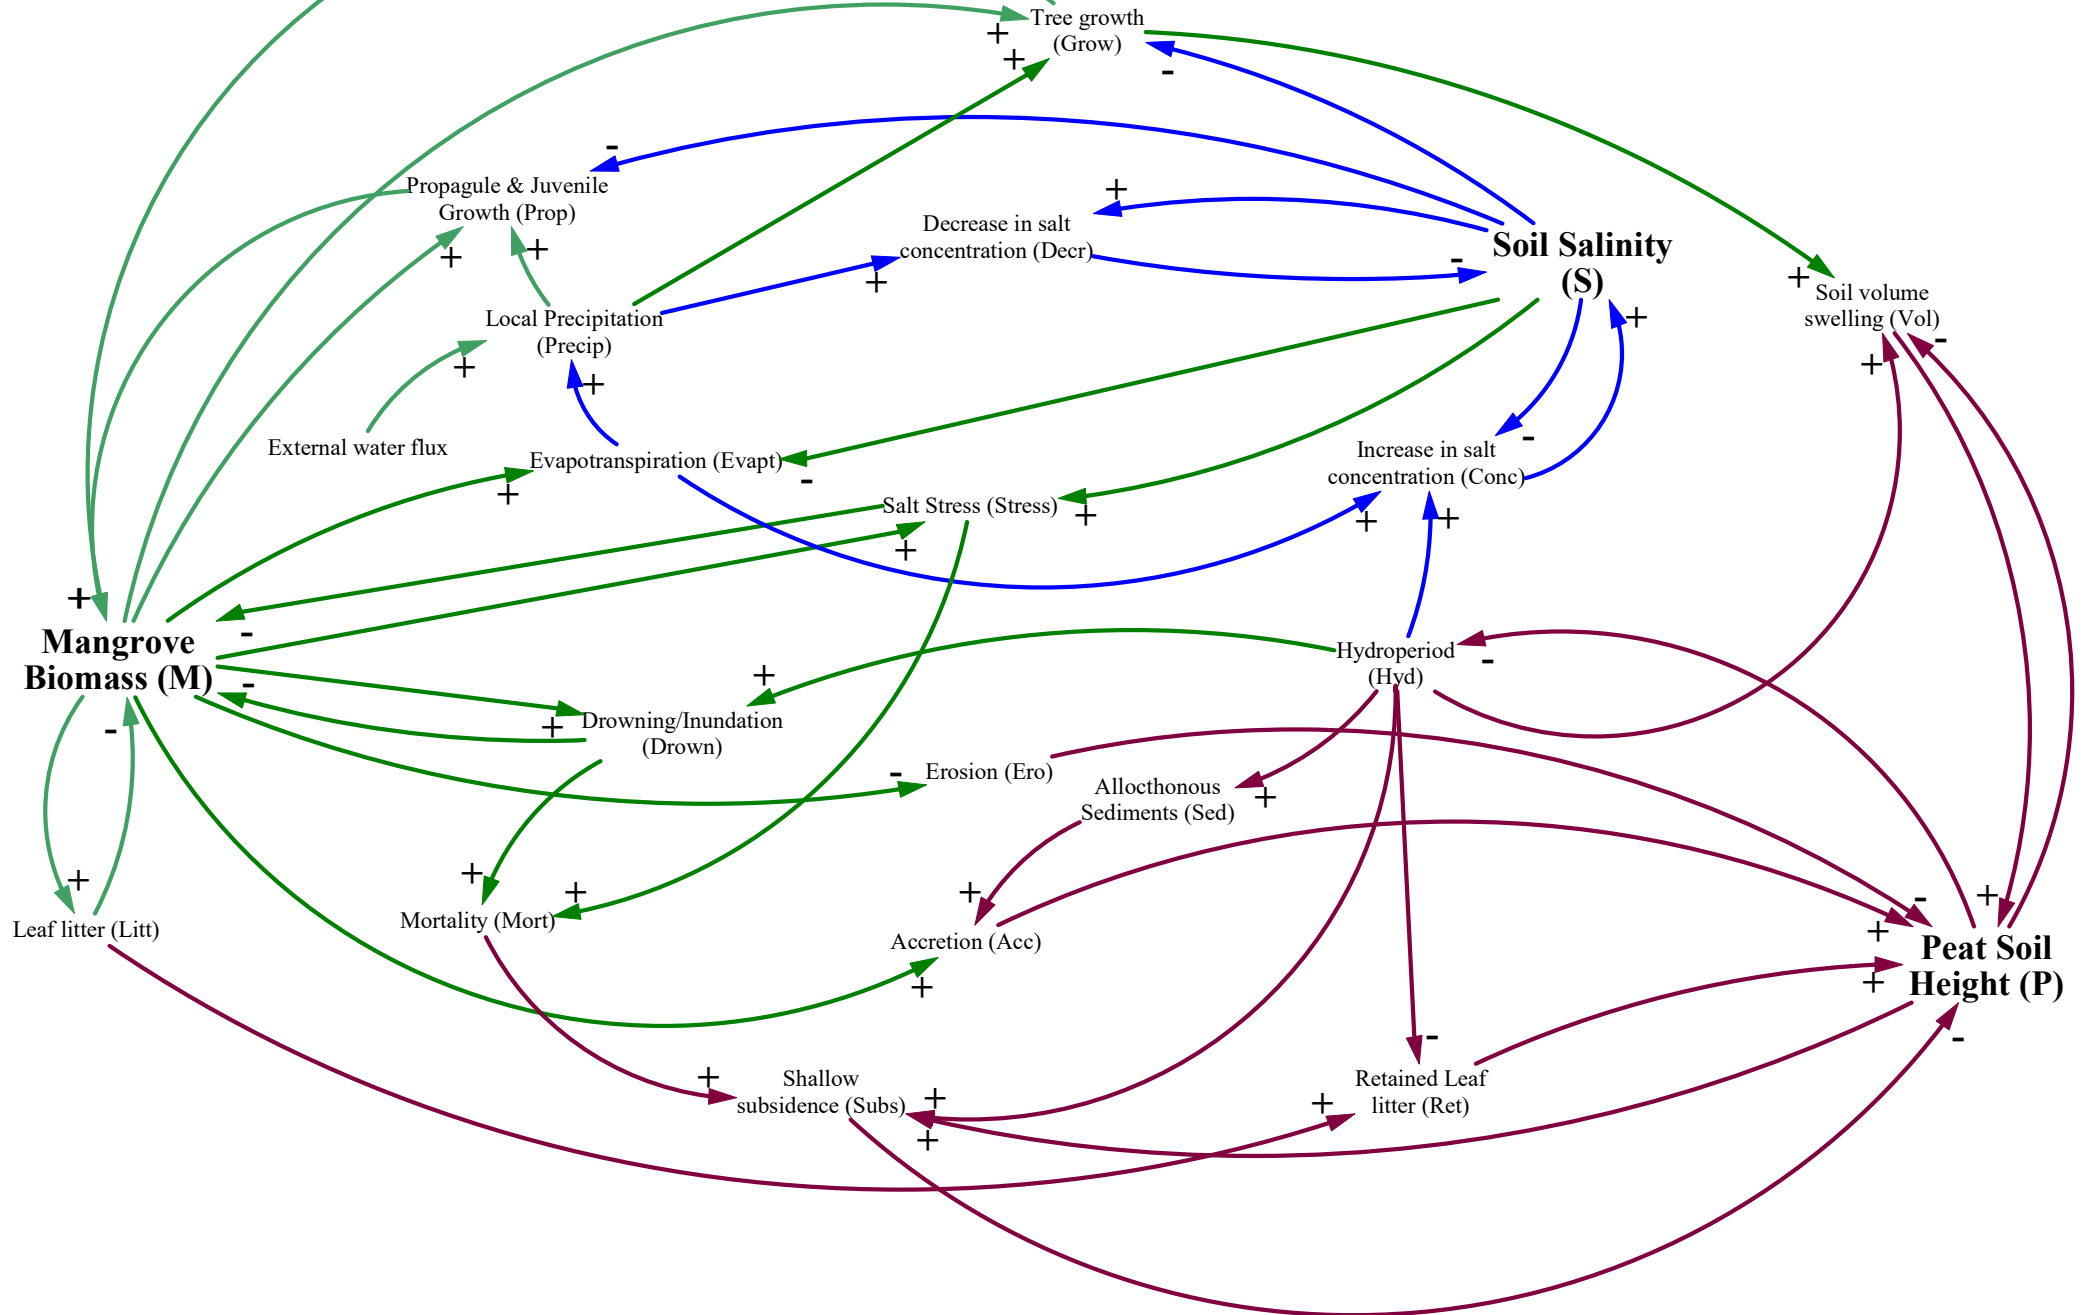 Tree growth
(Grow)
+
+
-
-
Propagule & Juvenile
Growth (Prop)
+
+
+
Decrease in salt
concentration (Decr)
+
-
Soil Salinity
(S)
+
+
Soil volume
swelling (Vol)
-
+
Local Precipitation
(Precip)
+
+
External water flux
Evapotranspiration (Evapt)
+
-
Increase in salt
concentration (Conc)
-
+
+
Salt Stress (Stress)
+
+
+
Mangrove
Biomass (M)
-
-
-
Hydroperiod
(Hyd)
-
+
Drowning/Inundation
(Drown)
+
Erosion (Ero)
-
Allocthonous
Sediments (Sed)
+
+
Leaf litter (Litt)
+
+
Mortality (Mort)
+
Accretion (Acc)
+
-
+
+
Peat Soil
Height (P)
+
-
+
Shallow
subsidence (Subs)
+
+
-
Retained Leaf
litter (Ret)
+